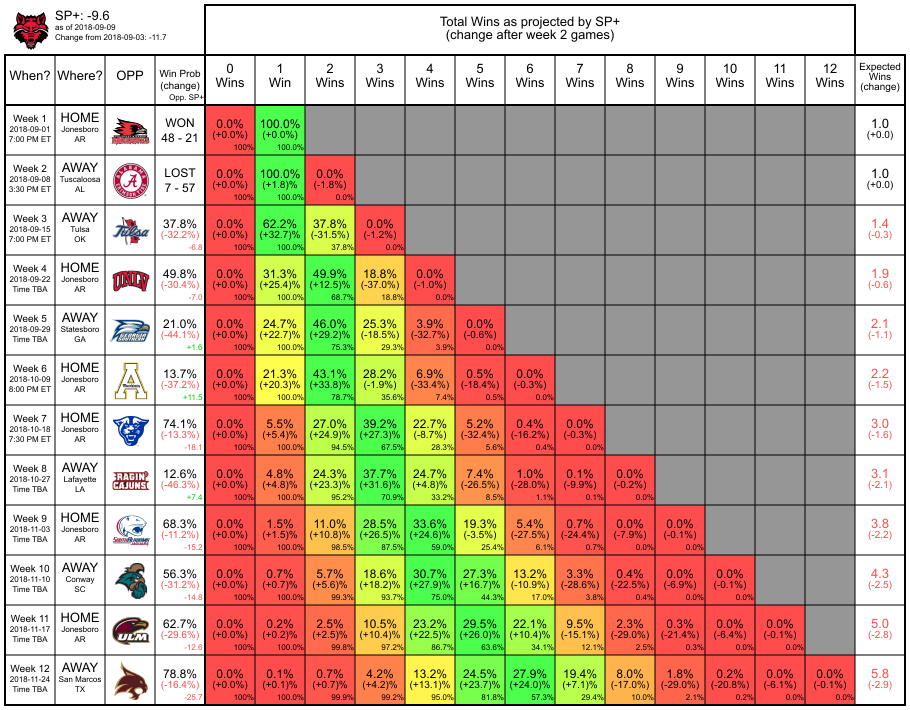 SP+: -9.6
as of 2018-09-09
Change from 2018-09-03: -11.7
Total Wins as projected by SP+
(change after week 2 games)
When? Where? OPP Win Prob (change) Opp. SP+ 0 Wins 1 Win 2 Wins 3 Wins 4 Wins 5 Wins 6 Wins 7 Wins 8 Wins 9 Wins 10 Wins 11 Wins 12 Wins Expected Wins (change)
Week 1 HOME WON 0.0% 100.0% 1.0
2018-09-01 Jonesboro 48 - 21 (+0.0%) (+0.0%) (+0.0)
7:00 PM ET AR 100% 100.0%
Week 2 AWAY LOST 0.0% 100.0% 0.0% 1.0
2018-09-08 Tuscaloosa 7 - 57 (+0.0%) (+1.8)% (-1.8%) (+0.0)
3:30 PM ET AL 100% 100.0% 0.0%
Week 3 AWAY Tulsa 37.8% 0.0% 62.2% 37.8% 0.0% 1.4
2018-09-15 Tulsa (-32.2%) (+0.0%) (+32.7)% (-31.5%) (-1.2%) (-0.3)
7:00 PM ET OK -6.8 100% 100.0% 37.8% 0.0%
Week 4 HOME UNLV 49.8% 0.0% 31.3% 49.9% 18.8% 0.0% 1.9
2018-09-22 Jonesboro (-30.4%) (+0.0%) (+25.4)% (+12.5)% (-37.0%) (-1.0%) (-0.6)
Time TBA AR -7.0 100% 100.0% 68.7% 18.8% 0.0%
Week 5 AWAY 21.0% 0.0% 24.7% 46.0% 25.3% 3.9% 0.0% 2.1
2018-09-29 Statesboro (-44.1%) (+0.0%) (+22.7)% (+29.2)% (-18.5%) (-32.7%) (-0.6%) (-1.1)
Time TBA GA +1.6 100% 100.0% 75.3% 29.3% 3.9% 0.0%
Week 6 HOME 13.7% 0.0% 21.3% 43.1% 28.2% 6.9% 0.5% 0.0% 2.2
2018-10-09 Jonesboro (-37.2%) (+0.0%) (+20.3)% (+33.8)% (-1.9%) (-33.4%) (-18.4%) (-0.3%) (-1.5)
8:00 PM ET AR +11.5 100% 100.0% 78.7% 35.6% 7.4% 0.5% 0.0%
Week 7 HOME 74.1% 0.0% 5.5% 27.0% 39.2% 22.7% 5.2% 0.4% 0.0% 3.0
2018-10-18 Jonesboro (-13.3%) (+0.0%) (+5.4)% (+24.9)% (+27.3)% (-8.7%) (-32.4%) (-16.2%) (-0.3%) (-1.6)
7:30 PM ET AR -18.1 100% 100.0% 94.5% 67.5% 28.3% 5.6% 0.4% 0.0%
Week 8 AWAY RAGIN' CAJUNS 12.6% 0.0% 4.8% 24.3% 37.7% 24.7% 7.4% 1.0% 0.1% 0.0% 3.1
2018-10-27 Lafayette (-46.3%) (+0.0%) (+4.8)% (+23.3)% (+31.6)% (+4.8)% (-26.5%) (-28.0%) (-9.9%) (-0.2%) (-2.1)
Time TBA LA +7.4 100% 100.0% 95.2% 70.9% 33.2% 8.5% 1.1% 0.1% 0.0%
Week 9 HOME 68.3% 0.0% 1.5% 11.0% 28.5% 33.6% 19.3% 5.4% 0.7% 0.0% 0.0% 3.8
2018-11-03 Jonesboro (-11.2%) (+0.0%) (+1.5)% (+10.8)% (+26.5)% (+24.6)% (-3.5%) (-27.5%) (-24.4%) (-7.9%) (-0.1%) (-2.2)
Time TBA AR -15.2 100% 100.0% 98.5% 87.5% 59.0% 25.4% 6.1% 0.7% 0.0% 0.0%
Week 10 AWAY 56.3% 0.0% 0.7% 5.7% 18.6% 30.7% 27.3% 13.2% 3.3% 0.4% 0.0% 0.0% 4.3
2018-11-10 Conway (-31.2%) (+0.0%) (+0.7)% (+5.6)% (+18.2)% (+27.9)% (+16.7)% (-10.9%) (-28.6%) (-22.5%) (-6.9%) (-0.1%) (-2.5)
Time TBA SC -14.8 100% 100.0% 99.3% 93.7% 75.0% 44.3% 17.0% 3.8% 0.4% 0.0% 0.0%
Week 11 HOME ULM 62.7% 0.0% 0.2% 2.5% 10.5% 23.2% 29.5% 22.1% 9.5% 2.3% 0.3% 0.0% 0.0% 5.0
2018-11-17 Jonesboro (-29.6%) (+0.0%) (+0.2)% (+2.5)% (+10.4)% (+22.5)% (+26.0)% (+10.4)% (-15.1%) (-29.0%) (-21.4%) (-6.4%) (-0.1%) (-2.8)
Time TBA AR -12.6 100% 100.0% 99.8% 97.2% 86.7% 63.6% 34.1% 12.1% 2.5% 0.3% 0.0% 0.0%
Week 12 AWAY 78.8% 0.0% 0.1% 0.7% 4.2% 13.2% 24.5% 27.9% 19.4% 8.0% 1.8% 0.2% 0.0% 0.0% 5.8
2018-11-24 San Marcos (-16.4%) (+0.0%) (+0.1)% (+0.7)% (+4.2)% (+13.1)% (+23.7)% (+24.0)% (+7.1)% (-17.0%) (-29.0%) (-20.8%) (-6.1%) (-0.1%) (-2.9)
Time TBA TX -25.7 100% 100.0% 99.9% 99.2% 95.0% 81.8% 57.3% 29.4% 10.0% 2.1% 0.2% 0.0% 0.0%